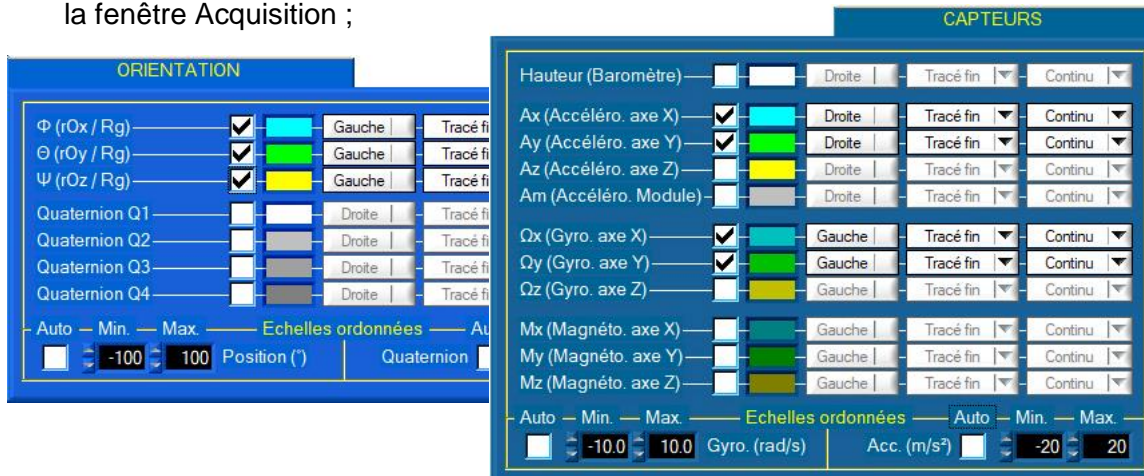 la fenêtre Acquisition ;
ORIENTATION
Φ (rOx / Rg) Gauche Tracé fi
Θ (rOy / Rg) Gauche Tracé fi
Ψ (rOz / Rg) Gauche Tracé fi
Quaternion Q1 Droite Tracé fi
Quaternion Q2 Droite Tracé fi
Quaternion Q3 Droite Tracé fi
Quaternion Q4 Droite Tracé fi
Auto Min. Max. Echelles ordonnées Au
-100 100 Position (°) Quaternion
CAPTEURS
Hauteur (Baromètre) Droite Tracé fin Continu
Ax (Accéléro. axe X) Droite Tracé fin Continu
Ay (Accéléro. axe Y) Droite Tracé fin Continu
Az (Accéléro. axe Z) Droite Tracé fin Continu
Am (Accéléro. Module) Droite Tracé fin Continu
Ωx (Gyro. axe X) Gauche Tracé fin Continu
Ωy (Gyro. axe Y) Gauche Tracé fin Continu
Ωz (Gyro. axe Z) Gauche Tracé fin Continu
Mx (Magnéto. axe X) Gauche Tracé fin Continu
My (Magnéto. axe Y) Gauche Tracé fin Continu
Mz (Magnéto. axe Z) Gauche Tracé fin Continu
Auto Min. Max. Echelles ordonnées Auto Min. Max.
-10.0 10.0 Gyro. (rad/s) Acc. (m/s²) -20 20